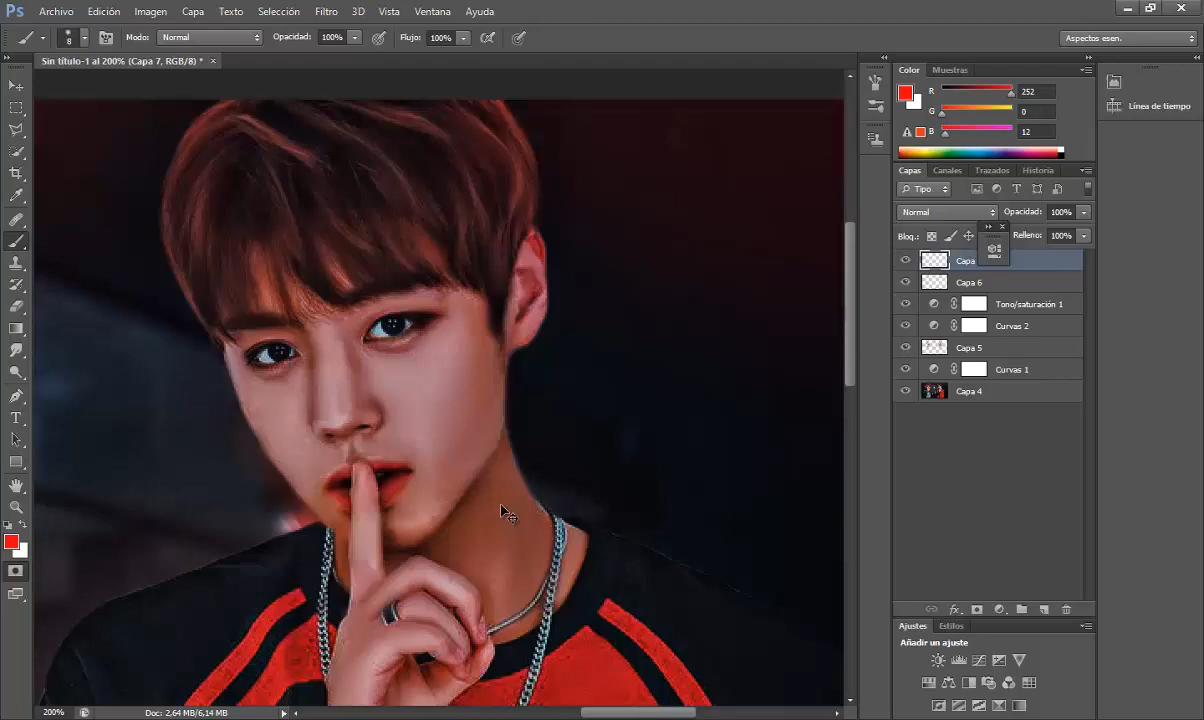 Ps Archivo Edición Imagen Capa Texto Selección Filtro 3D Vista Ventana Ayuda
8 Modo: Normal Opacidad: 100% Flujo: 100% Aspectos esen.
Sin título-1 al 200% (Capa 7, RGB/8) * ×
Color Muestras
R 252
G 0
B 12
Línea de tiempo
Capas Canales Trazados Historia
Tipo
Normal Opacidad: 100%
Bloq.: Relleno: 100%
Capa
Capa 6
Tono/saturación 1
Curvas 2
Capa 5
Curvas 1
Capa 4
fx
Ajustes Estilos
Añadir un ajuste
200% Doc: 2,64 MB/6,14 MB